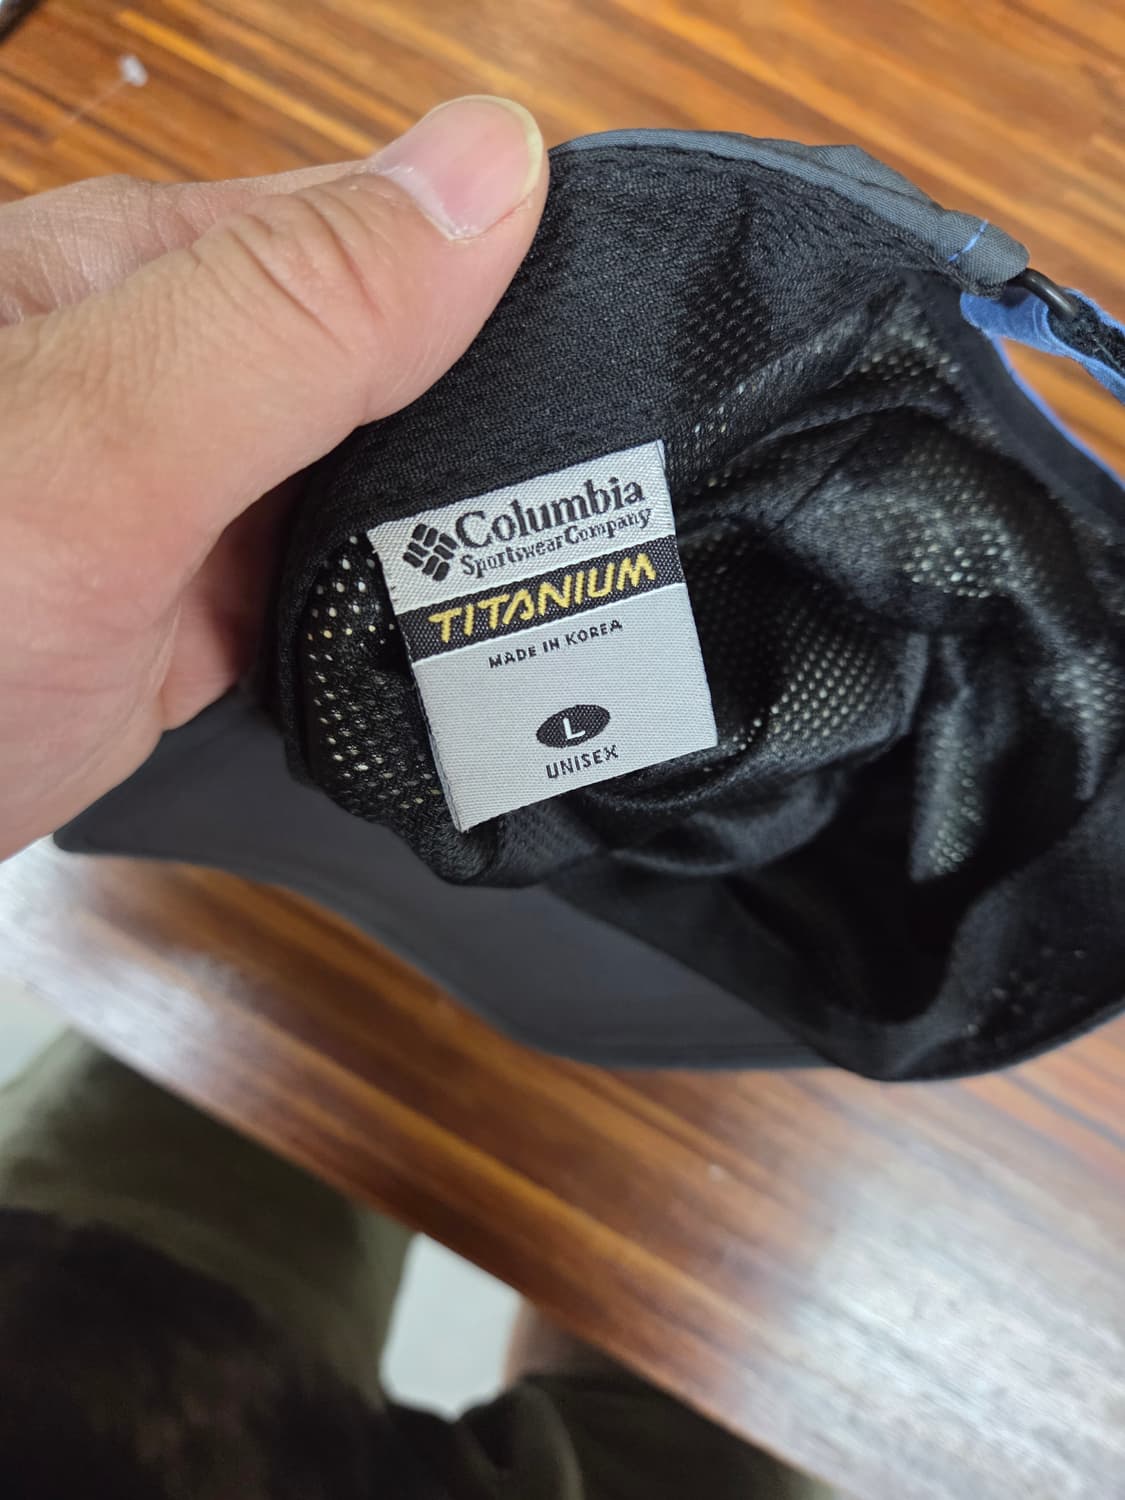 Columbia
Sportswear Company
TITANIUM
MADE IN KOREA
L
UNISEX